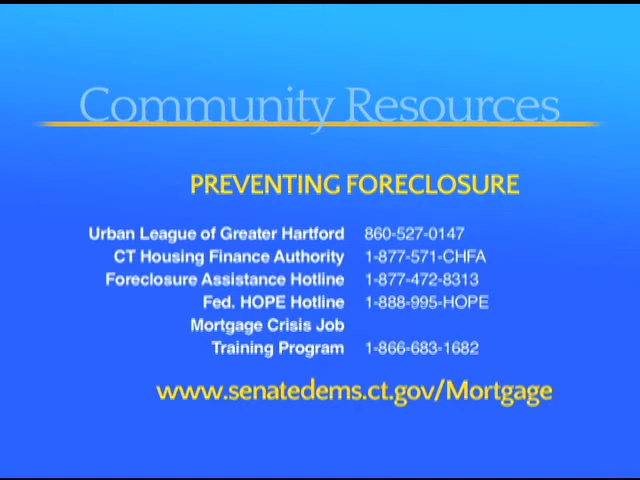 Community Resources
PREVENTING FORECLOSURE
Urban League of Greater Hartford 860-527-0147
CT Housing Finance Authority 1-877-571-CHFA
Foreclosure Assistance Hotline 1-877-472-8313
Fed. HOPE Hotline 1-888-995-HOPE
Mortgage Crisis Job
Training Program 1-866-683-1682
www.senatedems.ct.gov/Mortgage